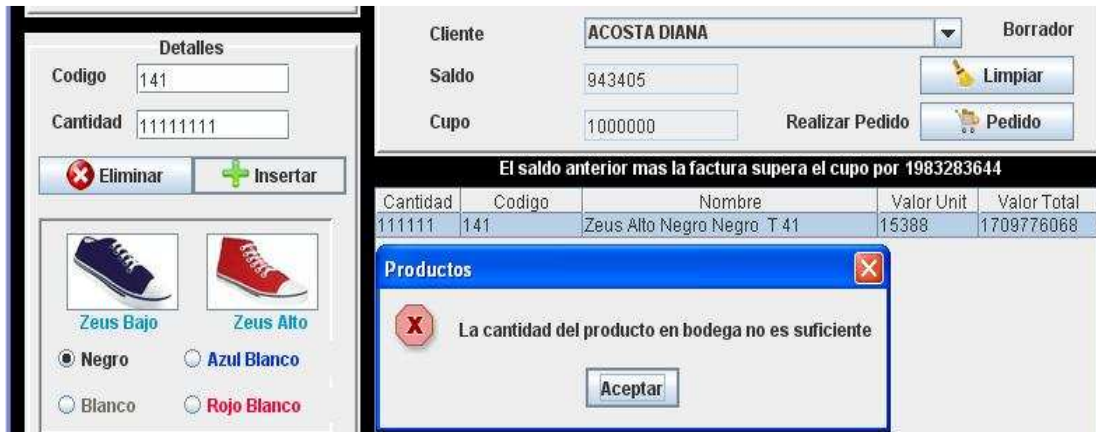 Detalles
Codigo 141
Cantidad 11111111
Eliminar Insertar
Zeus Bajo Zeus Alto
Negro Azul Blanco
Blanco Rojo Blanco
Cliente ACOSTA DIANA Borrador
Saldo 943405 Limpiar
Cupo 1000000 Realizar Pedido Pedido
El saldo anterior mas la factura supera el cupo por 1983283644
Cantidad Codigo Nombre Valor Unit Valor Total
111111 141 Zeus Alto Negro Negro T 41 15388 1709776068
Productos
La cantidad del producto en bodega no es suficiente
Aceptar